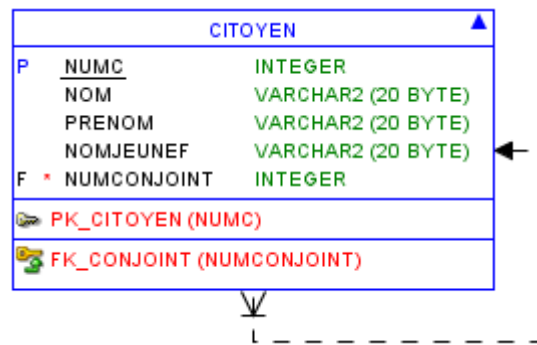 CITOYEN
P NUMC INTEGER
NOM VARCHAR2 (20 BYTE)
PRENOM VARCHAR2 (20 BYTE)
NOMJEUNEF VARCHAR2 (20 BYTE)
F * NUMCONJOINT INTEGER
PK_CITOYEN (NUMC)
FK_CONJOINT (NUMCONJOINT)